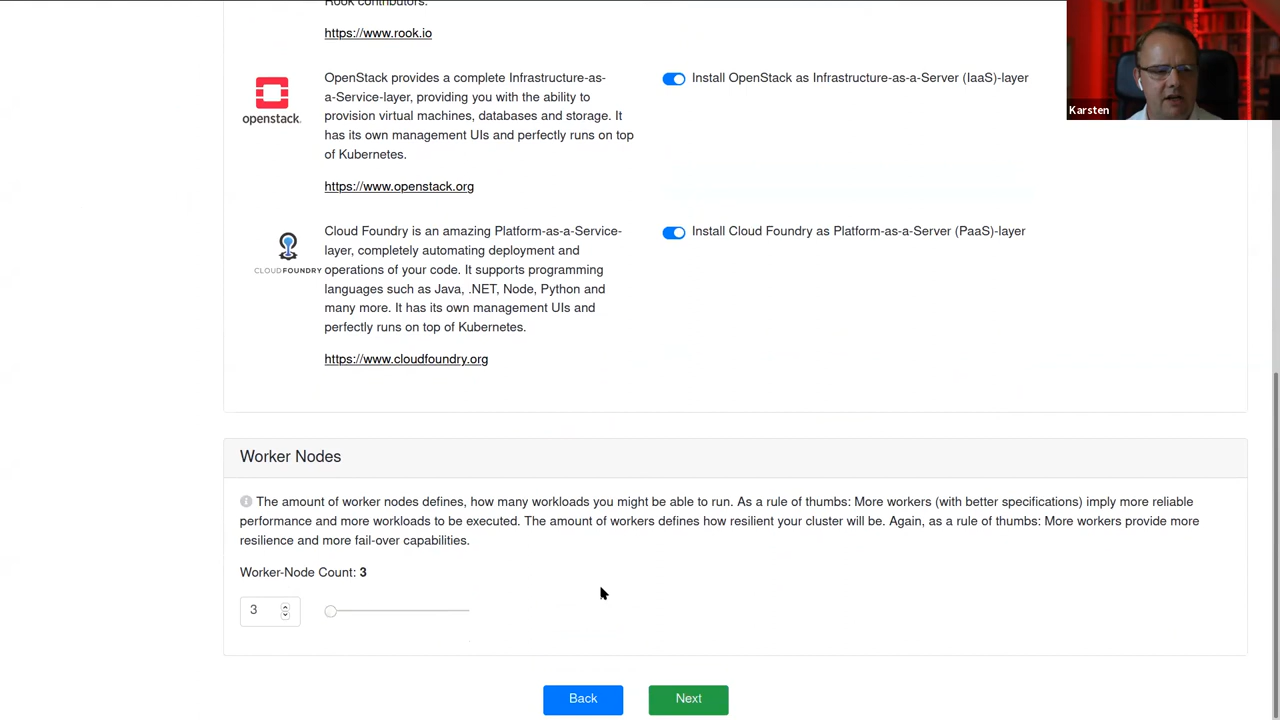 Rook contributors.
https://www.rook.io
openstack.
OpenStack provides a complete Infrastructure-as-
a-Service-layer, providing you with the ability to
provision virtual machines, databases and storage. It
has its own management UIs and perfectly runs on top
of Kubernetes.
https://www.openstack.org
Install OpenStack as Infrastructure-as-a-Server (IaaS)-layer
Karsten
CLOUDFOUNDRY
Cloud Foundry is an amazing Platform-as-a-Service-
layer, completely automating deployment and
operations of your code. It supports programming
languages such as Java, .NET, Node, Python and
many more. It has its own management UIs and
perfectly runs on top of Kubernetes.
https://www.cloudfoundry.org
Install Cloud Foundry as Platform-as-a-Server (PaaS)-layer
Worker Nodes
The amount of worker nodes defines, how many workloads you might be able to run. As a rule of thumbs: More workers (with better specifications) imply more reliable
performance and more workloads to be executed. The amount of workers defines how resilient your cluster will be. Again, as a rule of thumbs: More workers provide more
resilience and more fail-over capabilities.
Worker-Node Count: 3
3
Back
Next